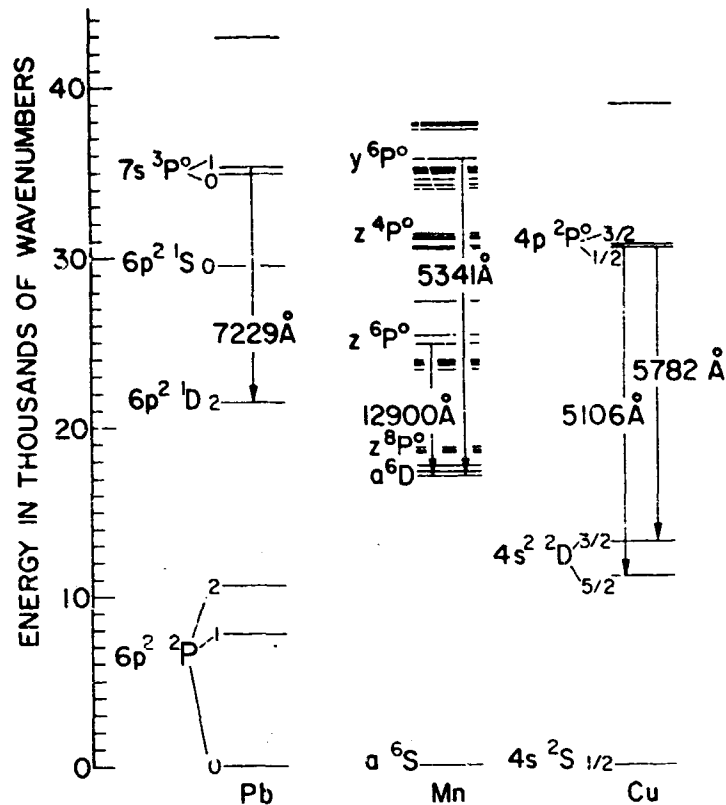 ENERGY IN THOUSANDS OF WAVENUMBERS
40
30
20
10
0
7s ³P° 1
0
6p² ¹S 0
7229Å
6p² ¹D 2
2
6p² ²P 1
0
Pb
y ⁶P°
z ⁴P°
5341Å
z ⁶P°
12900Å
z ⁸P°
a ⁶D
a ⁶S
Mn
4p ²P° 3/2
1/2
5782 Å
5106Å
4s² ²D 3/2
5/2
4s ²S 1/2
Cu